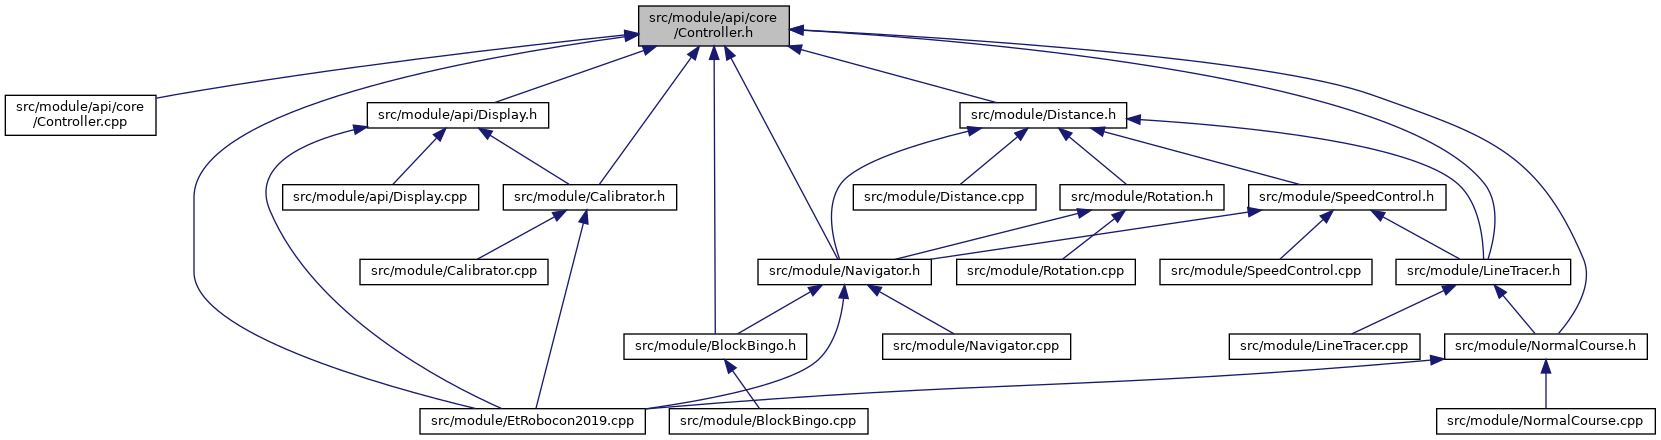 src/module/api/core
/Controller.h
src/module/api/core
/Controller.cpp
src/module/api/Display.h
src/module/Distance.h
src/module/api/Display.cpp
src/module/Calibrator.h
src/module/Distance.cpp
src/module/Rotation.h
src/module/SpeedControl.h
src/module/Calibrator.cpp
src/module/Navigator.h
src/module/Rotation.cpp
src/module/SpeedControl.cpp
src/module/LineTracer.h
src/module/BlockBingo.h
src/module/Navigator.cpp
src/module/LineTracer.cpp
src/module/NormalCourse.h
src/module/EtRobocon2019.cpp
src/module/BlockBingo.cpp
src/module/NormalCourse.cpp